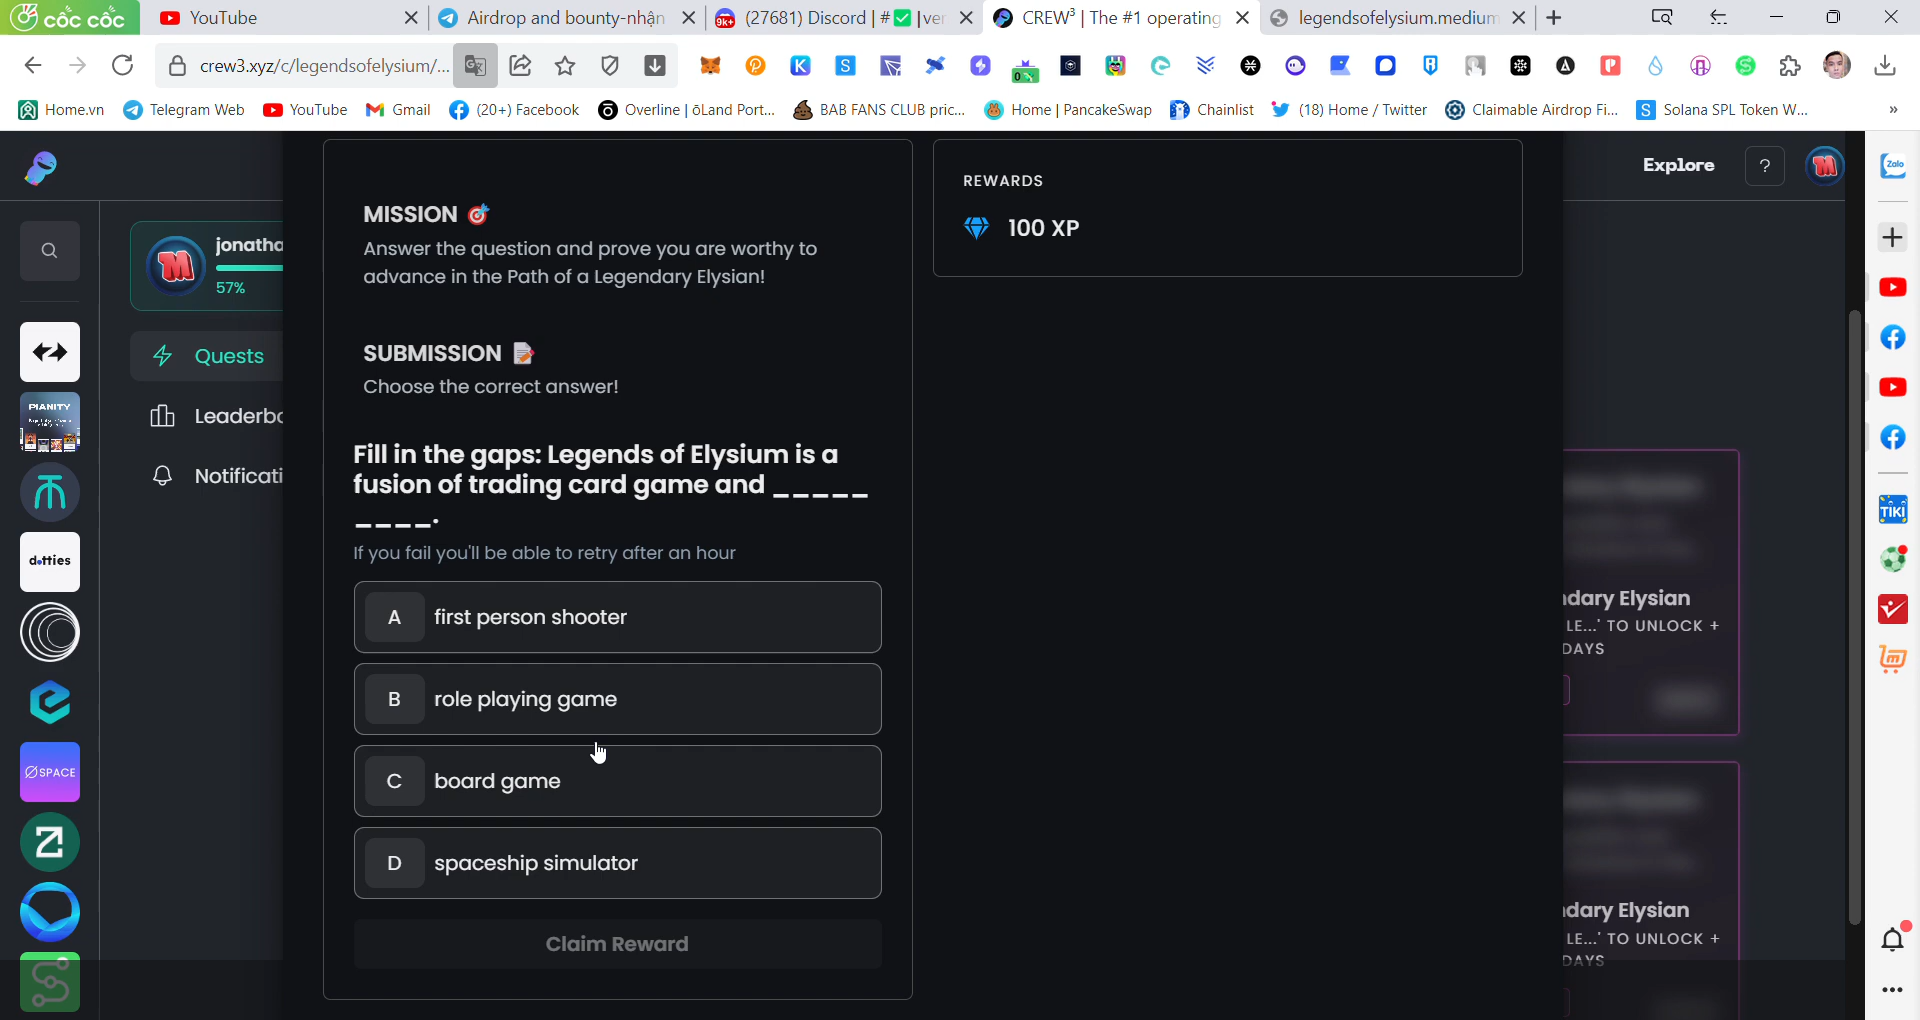 cốc cốc
YouTube
Airdrop and bounty-nhận
9k+
(27681) Discord | #✅ |ver
CREW³ | The #1 operating
legendsofelysium.medium
crew3.xyz/c/legendsofelysium/...
Home.vn
Telegram Web
YouTube
Gmail
(20+) Facebook
Overline | ōLand Port...
BAB FANS CLUB pric...
Home | PancakeSwap
Chainlist
(18) Home / Twitter
Claimable Airdrop Fi...
Solana SPL Token W...
»
Explore
?
Zalo
jonatha
57%
Quests
Leaderbo
Notificati
PIANITY
dotties
ØSPACE
MISSION 🎯
Answer the question and prove you are worthy to
advance in the Path of a Legendary Elysian!
SUBMISSION 📝
Choose the correct answer!
Fill in the gaps: Legends of Elysium is a
fusion of trading card game and _____
____.
If you fail you'll be able to retry after an hour
A first person shooter
B role playing game
C board game
D spaceship simulator
Claim Reward
REWARDS
100 XP
dary Elysian
LE...' TO UNLOCK +
DAYS
dary Elysian
LE...' TO UNLOCK +
DAYS
TIKI